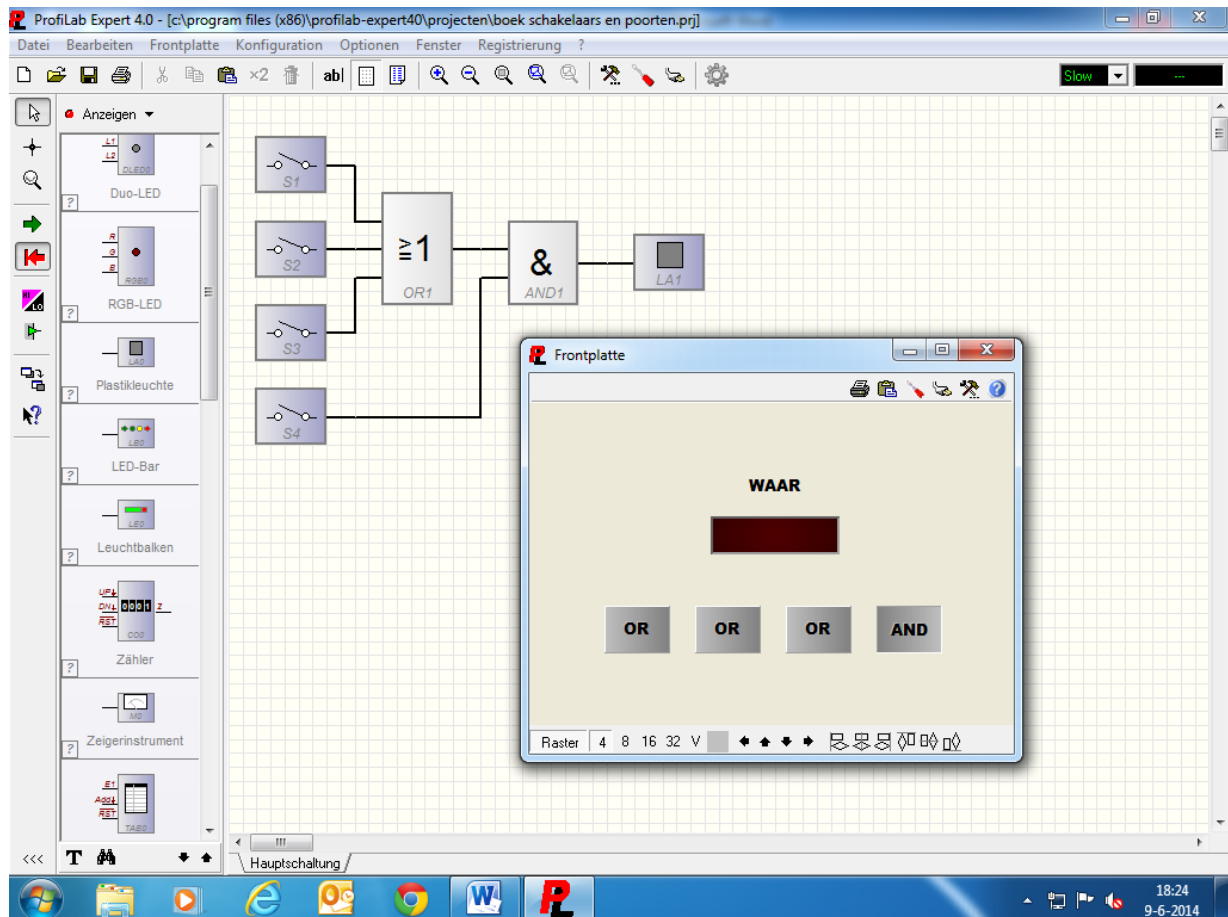 ProfiLab Expert 4.0 - [c:\program files (x86)\profilab-expert40\projecten\boek schakelaars en poorten.prj]
Datei Bearbeiten Frontplatte Konfiguration Optionen Fenster Registrierung ?
×2 abl Slow ---
Anzeigen
L1
L2
DLED0
? Duo-LED
R
G
B
RGB0
? RGB-LED
LA0
? Plastikleuchte
LB0
? LED-Bar
LE0
? Leuchtbalken
UP
DN 0001 Z
RST
CO0
? Zähler
M0
? Zeigerinstrument
E1
Add
RST
TAB0
<<< T
HI
LO
S1
S2
S3
S4
≧1
OR1
&
AND1
LA1
Frontplatte
WAAR
OR OR OR AND
Raster 4 8 16 32 V
Hauptschaltung
18:24
9-6-2014